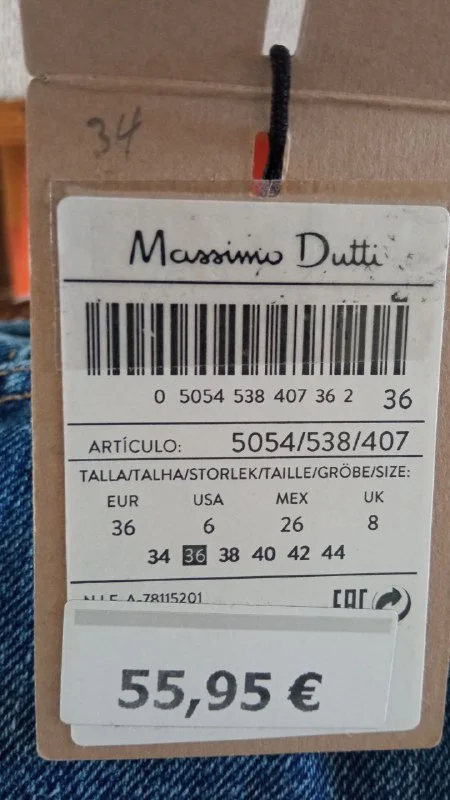 34
Massimo Dutti
0 5054 538 407 36 2 36
ARTÍCULO: 5054/538/407
TALLA/TALHA/STORLEK/TAILLE/GRÖBE/SIZE:
EUR USA MEX UK
36 6 26 8
34 36 38 40 42 44
N.I.F. A-78115201
EAC
55,95 €